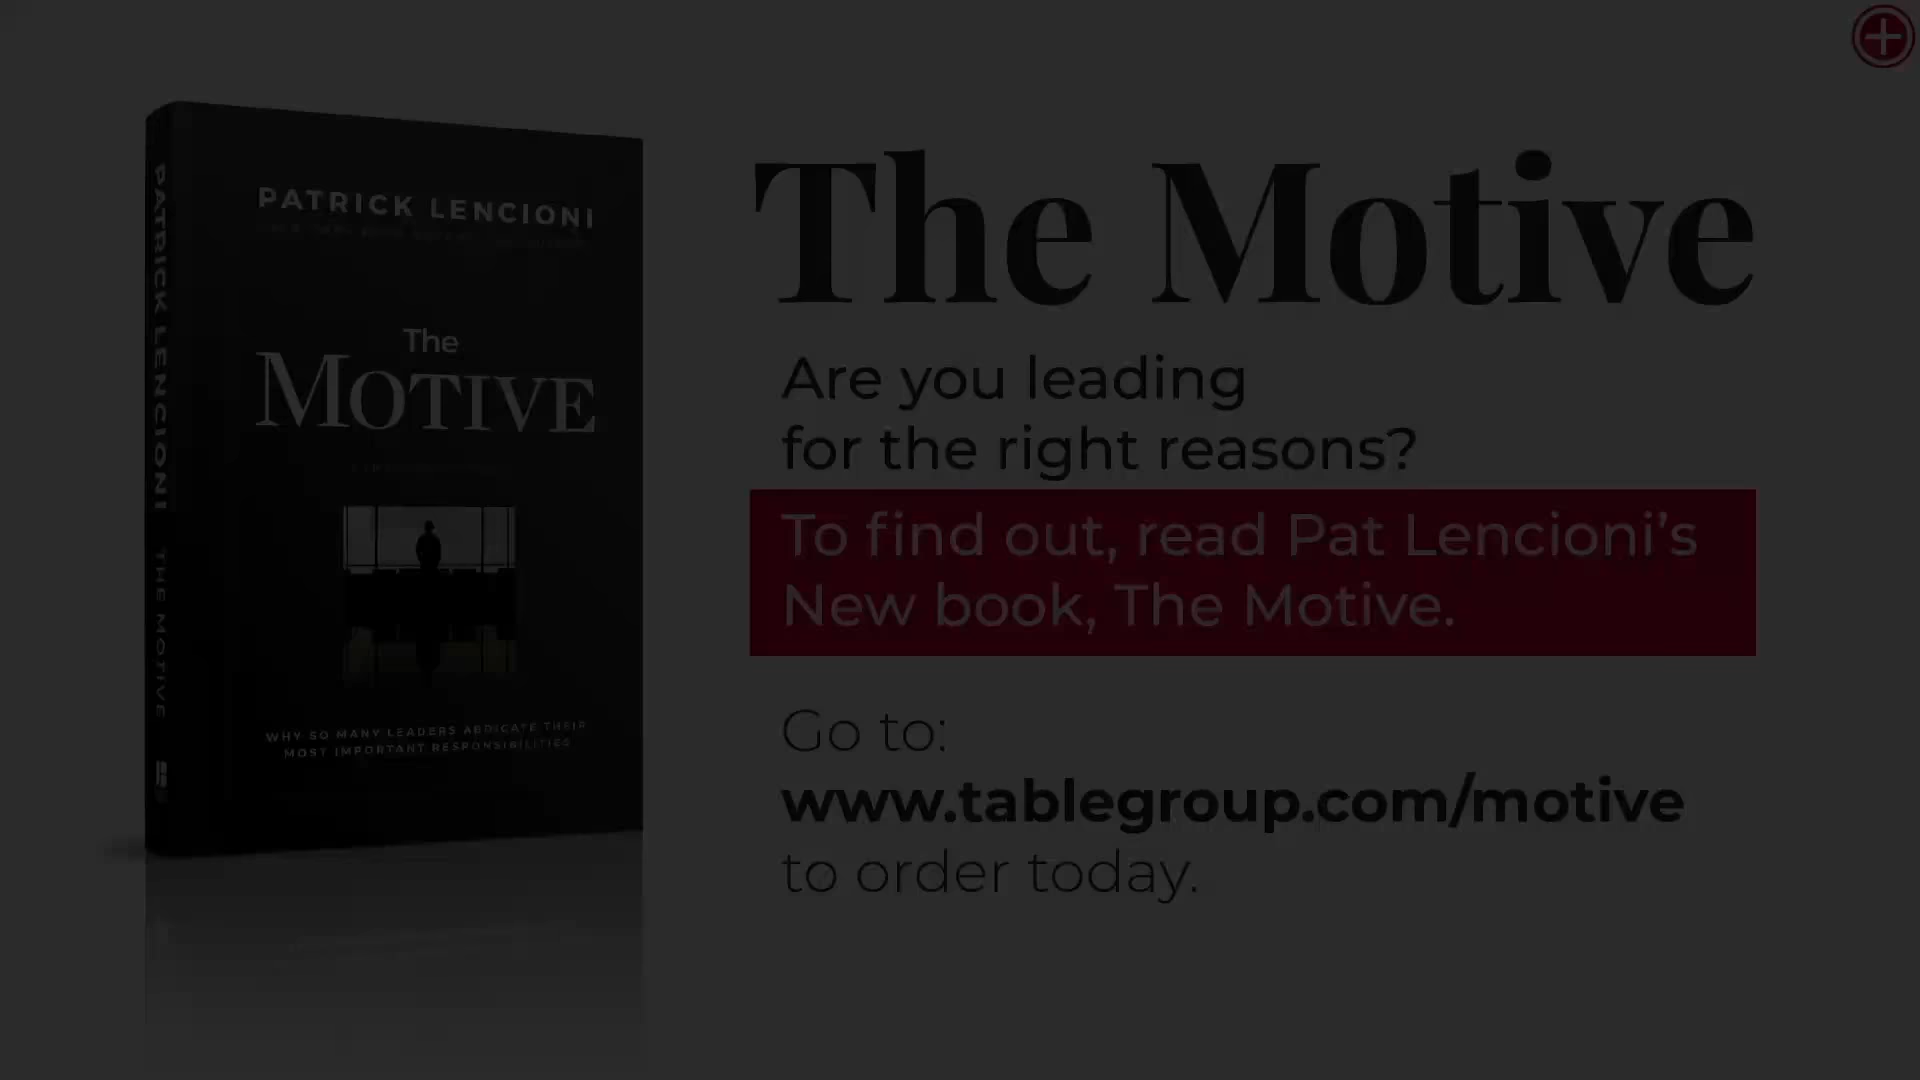 PATRICK LENCIONI
The
MOTIVE
WHY SO MANY LEADERS ABDICATE THEIR
MOST IMPORTANT RESPONSIBILITIES
PATRICK LENCIONI THE MOTIVE
The Motive
Are you leading
for the right reasons?
To find out, read Pat Lencioni’s
New book, The Motive.
Go to:
www.tablegroup.com/motive
to order today.